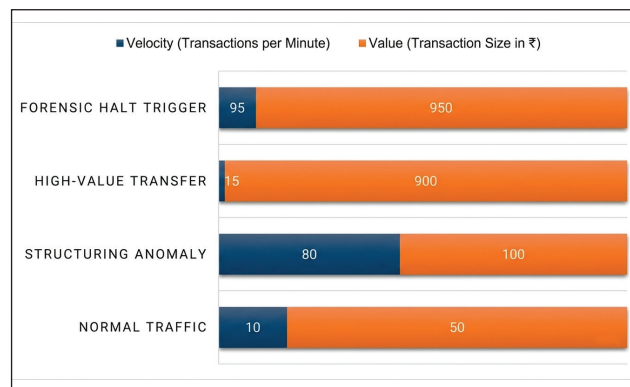 Velocity (Transactions per Minute) Value (Transaction Size in ₹)
FORENSIC HALT TRIGGER 95 950
HIGH-VALUE TRANSFER 15 900
STRUCTURING ANOMALY 80 100
NORMAL TRAFFIC 10 50